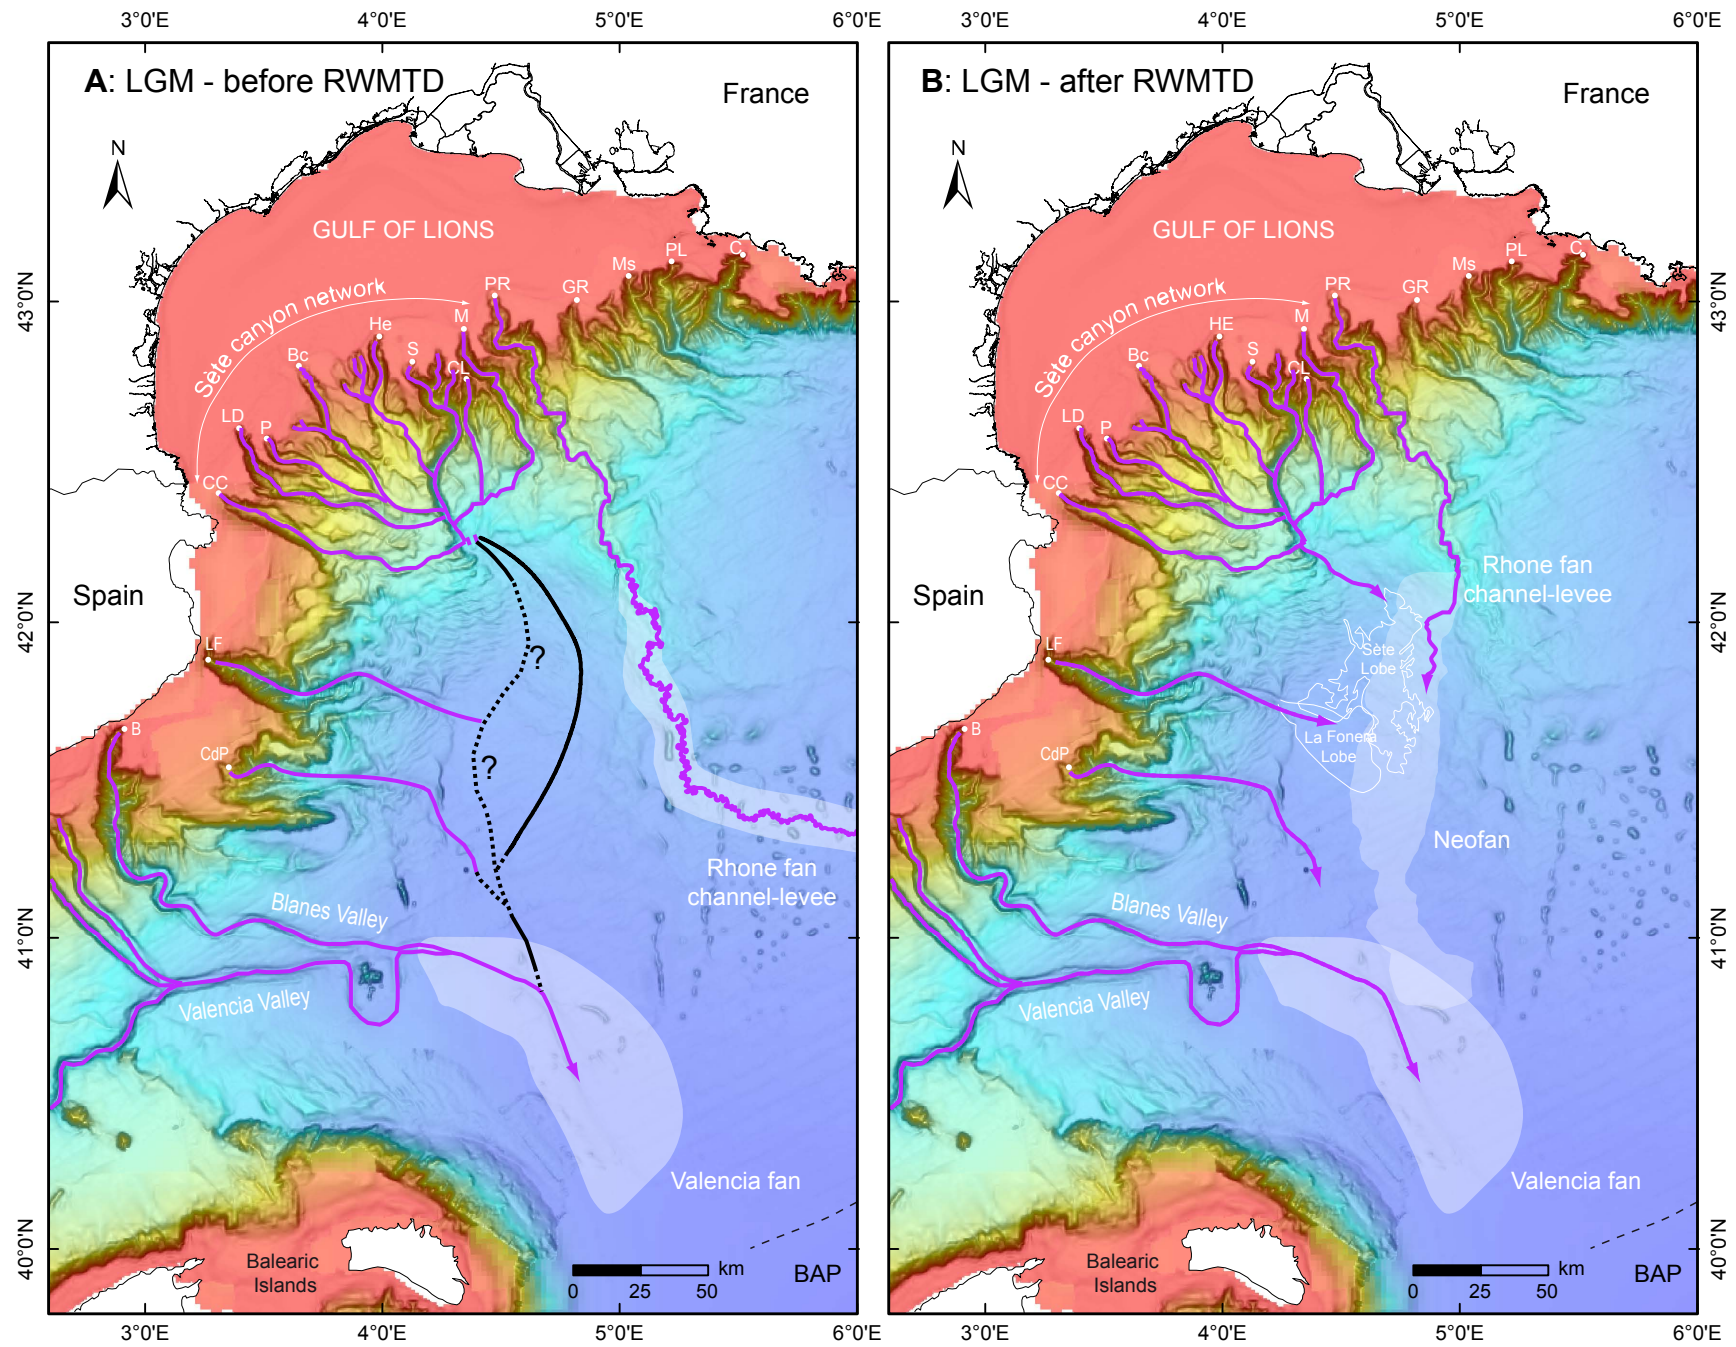 3°0'E 4°0'E 5°0'E 6°0'E 3°0'E 4°0'E 5°0'E 6°0'E
A: LGM - before RWMTD
France
N
GULF OF LIONS
Sète canyon network
PL
C
Ms
PR
GR
He
M
S
Bc
CL
LD
P
CC
Spain
LF
?
?
B
CdP
Rhone fan
channel-levee
Blanes Valley
Valencia Valley
Valencia fan
Balearic
Islands
km
0 25 50
BAP
43°0'N
42°0'N
41°0'N
40°0'N
B: LGM - after RWMTD
France
N
GULF OF LIONS
Sète canyon network
PL
C
Ms
PR
GR
HE
M
S
Bc
CL
LD
P
CC
Spain
Rhone fan
channel-levee
LF
Sète
Lobe
B
CdP
La Fonera
Lobe
Neofan
Blanes Valley
Valencia Valley
Valencia fan
Balearic
Islands
km
0 25 50
BAP
43°0'N
42°0'N
41°0'N
40°0'N
3°0'E 4°0'E 5°0'E 6°0'E 3°0'E 4°0'E 5°0'E 6°0'E